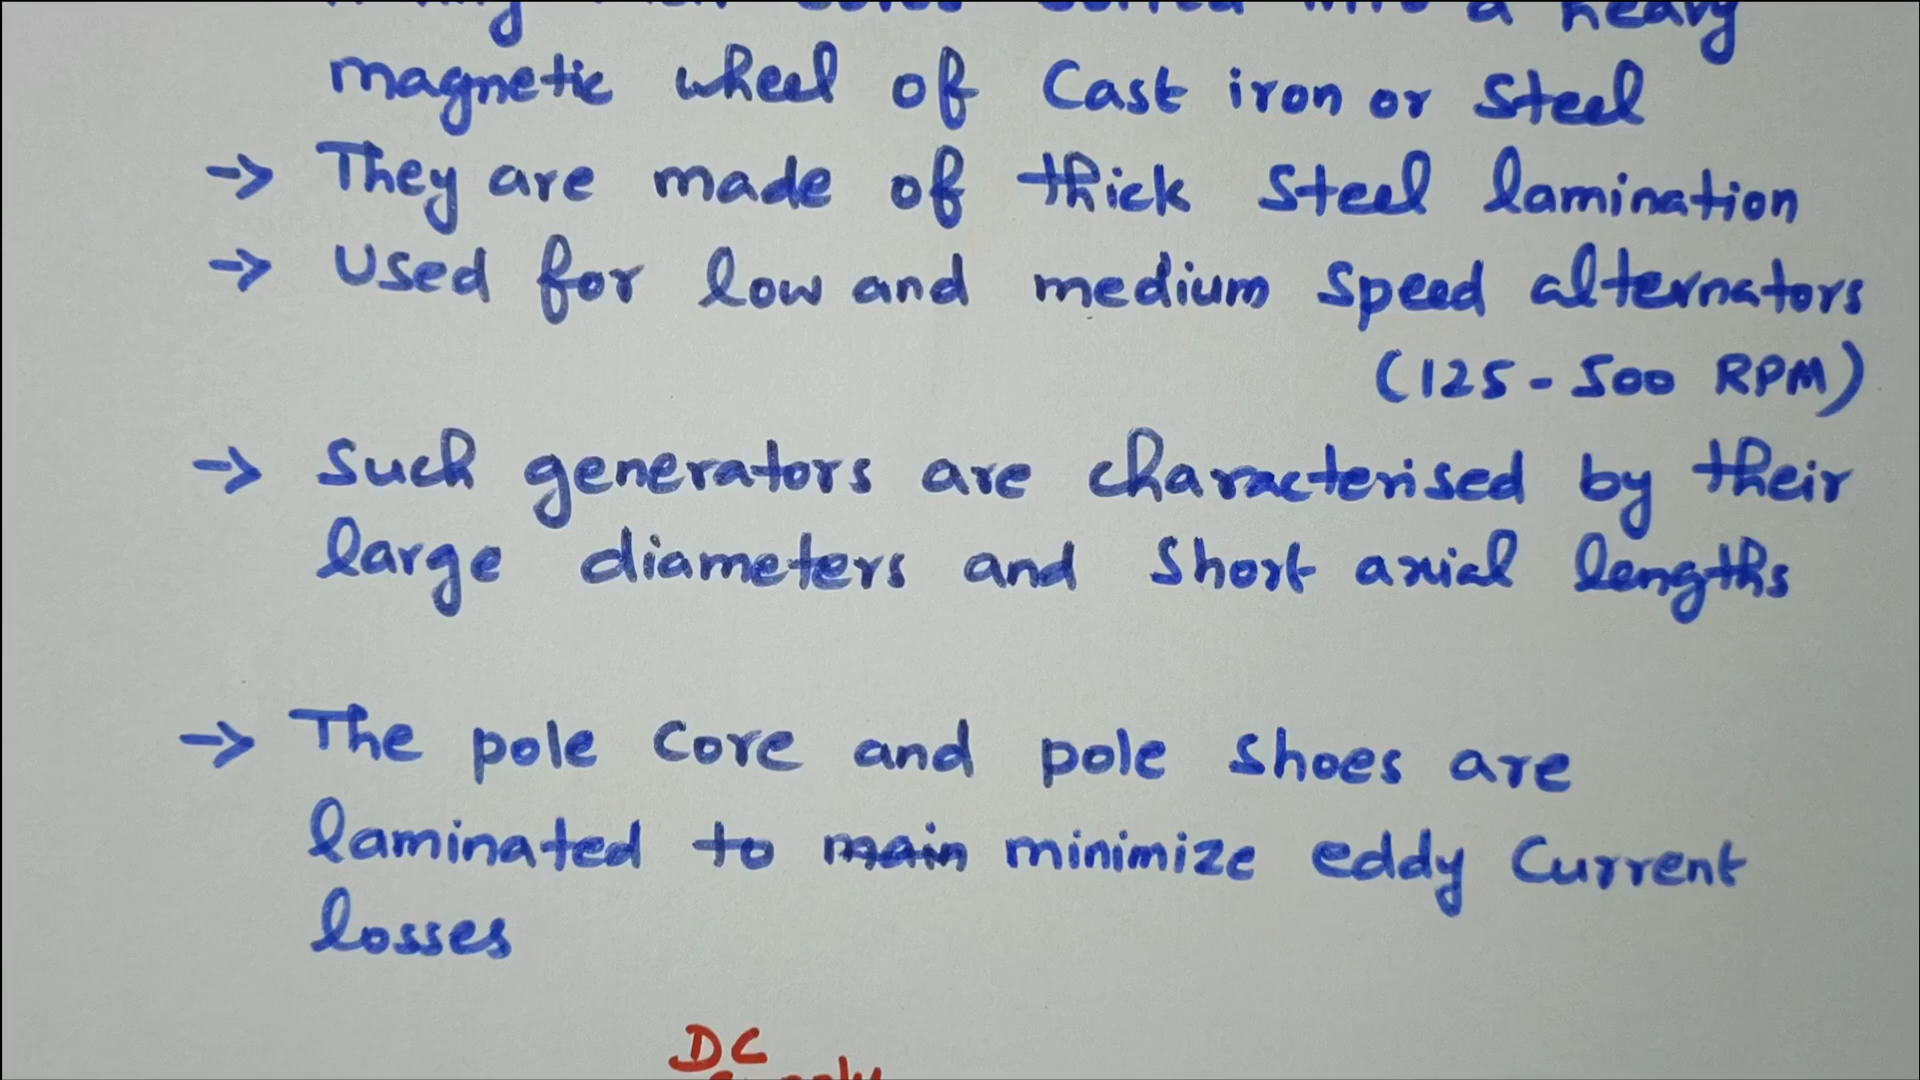 into a heavy
magnetic wheel of Cast iron or Steel
→ They are made of thick Steel lamination
→ Used for low and medium Speed alternators
(125 - 500 RPM)
→ Such generators are characterised by their
large diameters and Short axial lengths
→ The pole Core and pole Shoes are
laminated to main minimize eddy Current
losses
DC